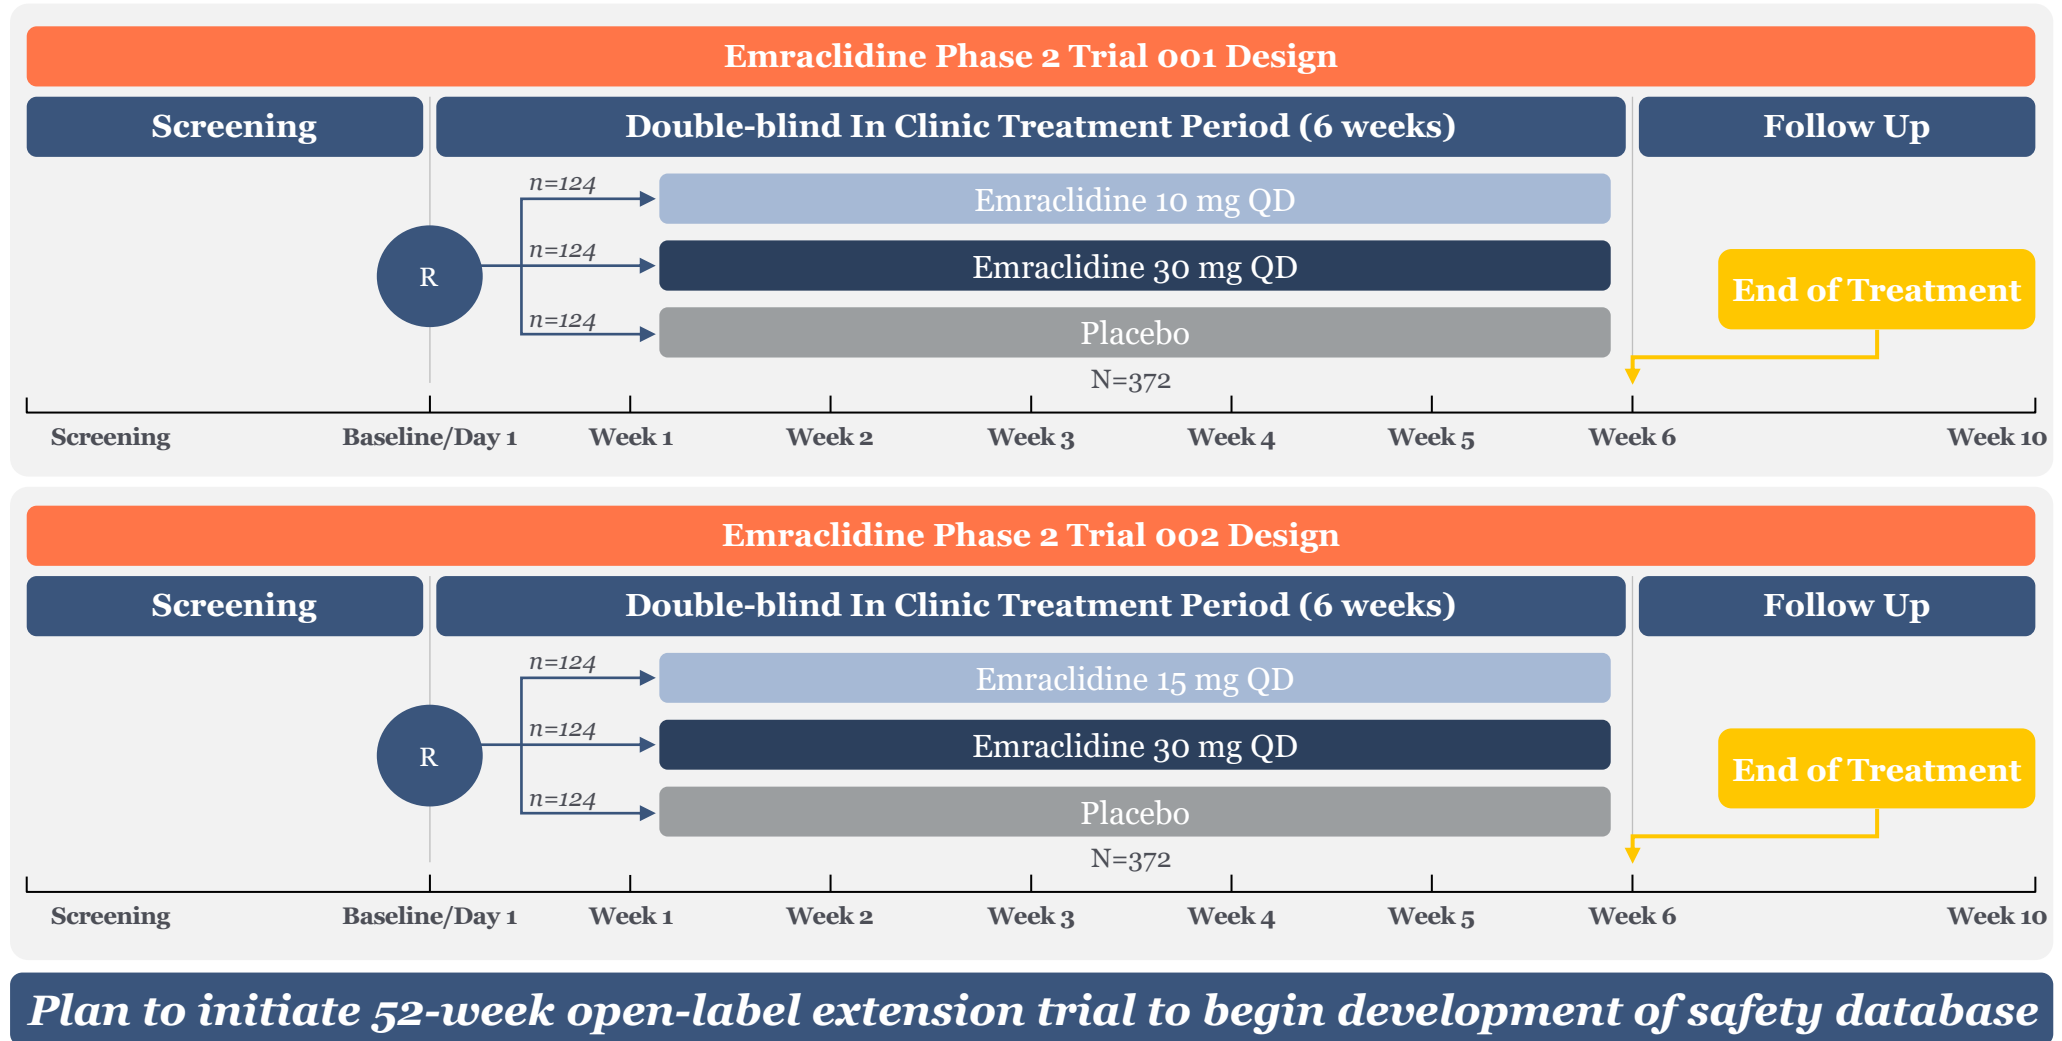 Emraclidine Phase 2 Trial 001 Design
Screening
Double-blind In Clinic Treatment Period (6 weeks)
Follow Up
n=124
Emraclidine 10 mg QD
R
n=124
Emraclidine 30 mg QD
End of Treatment
n=124
Placebo
N=372
Screening
Baseline/Day 1
Week 1
Week 2
Week 3
Week 4
Week 5
Week 6
Week 10
Emraclidine Phase 2 Trial 002 Design
Screening
Double-blind In Clinic Treatment Period (6 weeks)
Follow Up
n=124
Emraclidine 15 mg QD
R
n=124
Emraclidine 30 mg QD
End of Treatment
n=124
Placebo
N=372
Screening
Baseline/Day 1
Week 1
Week 2
Week 3
Week 4
Week 5
Week 6
Week 10
Plan to initiate 52-week open-label extension trial to begin development of safety database